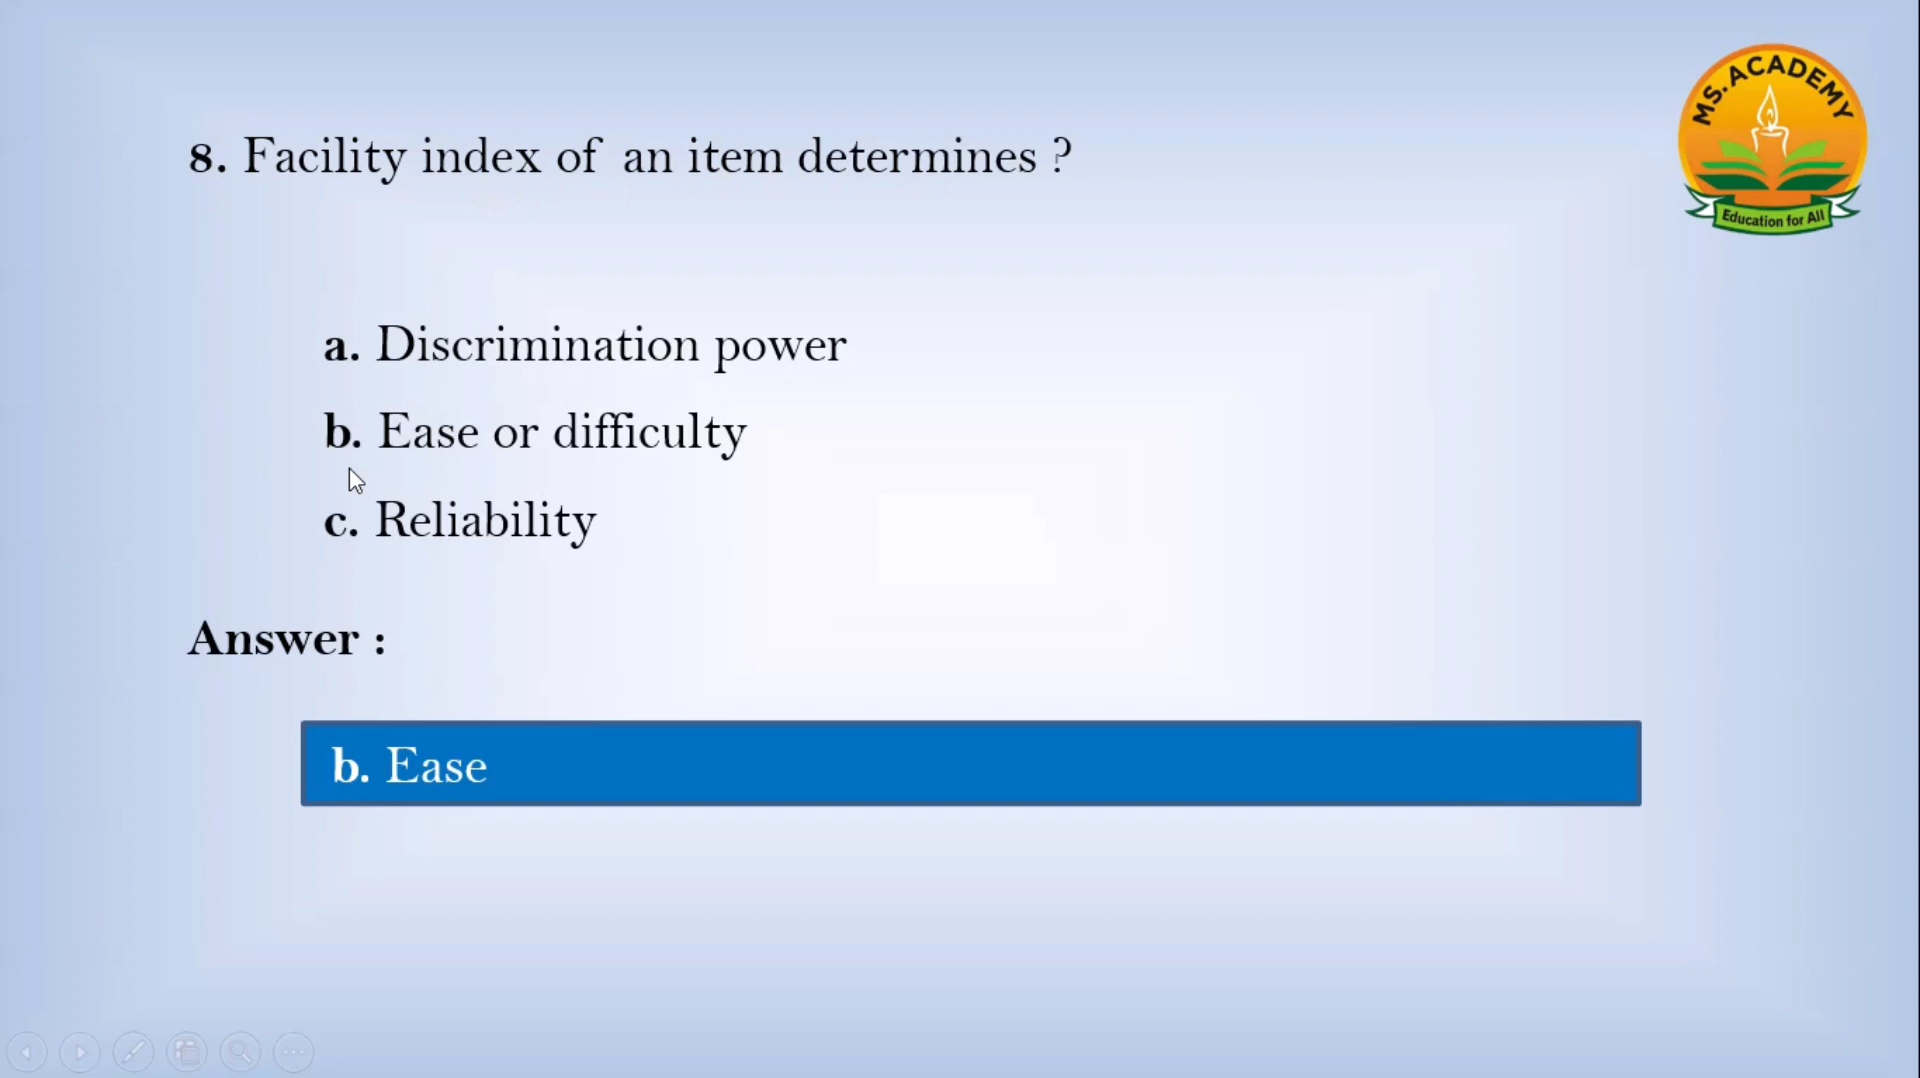 MS. ACADEMY
Education for All
8. Facility index of an item determines ?
a. Discrimination power
b. Ease or difficulty
c. Reliability
Answer :
b. Ease